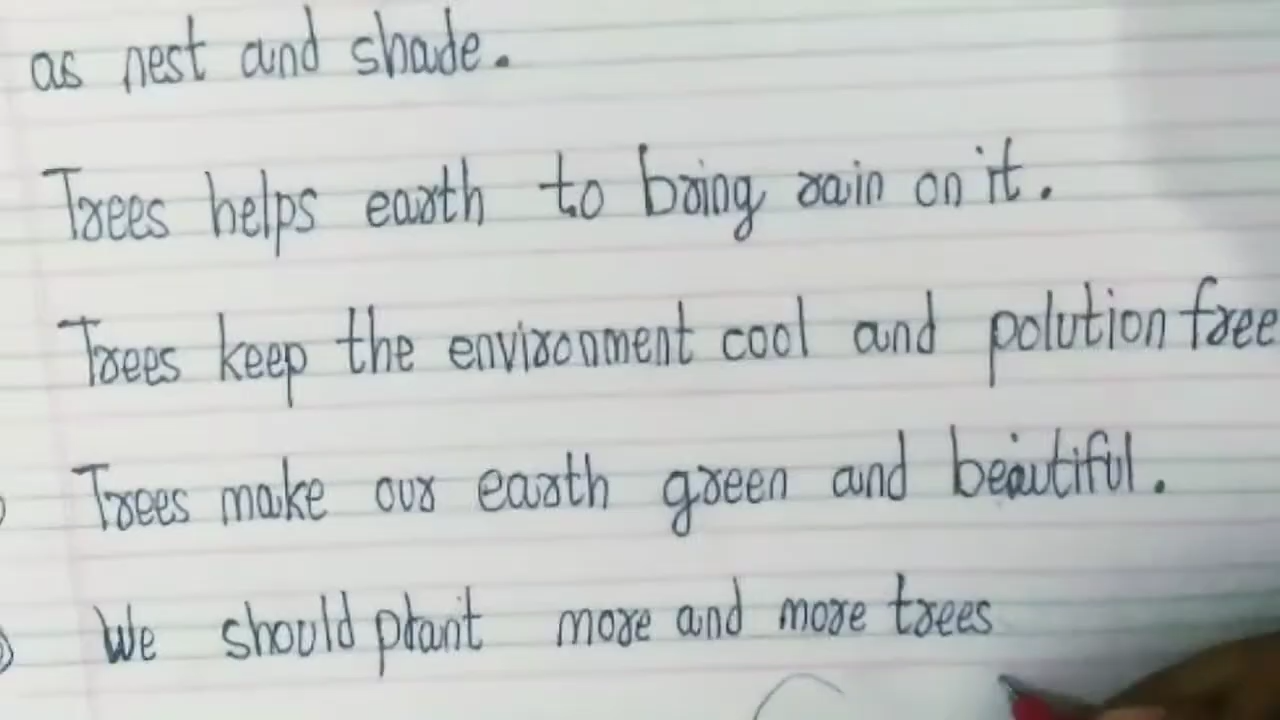 as nest and shade.
Trees helps earth to bring rain on it.
Trees keep the environment cool and polution free
Trees make our earth green and beautiful.
We should plant more and more trees